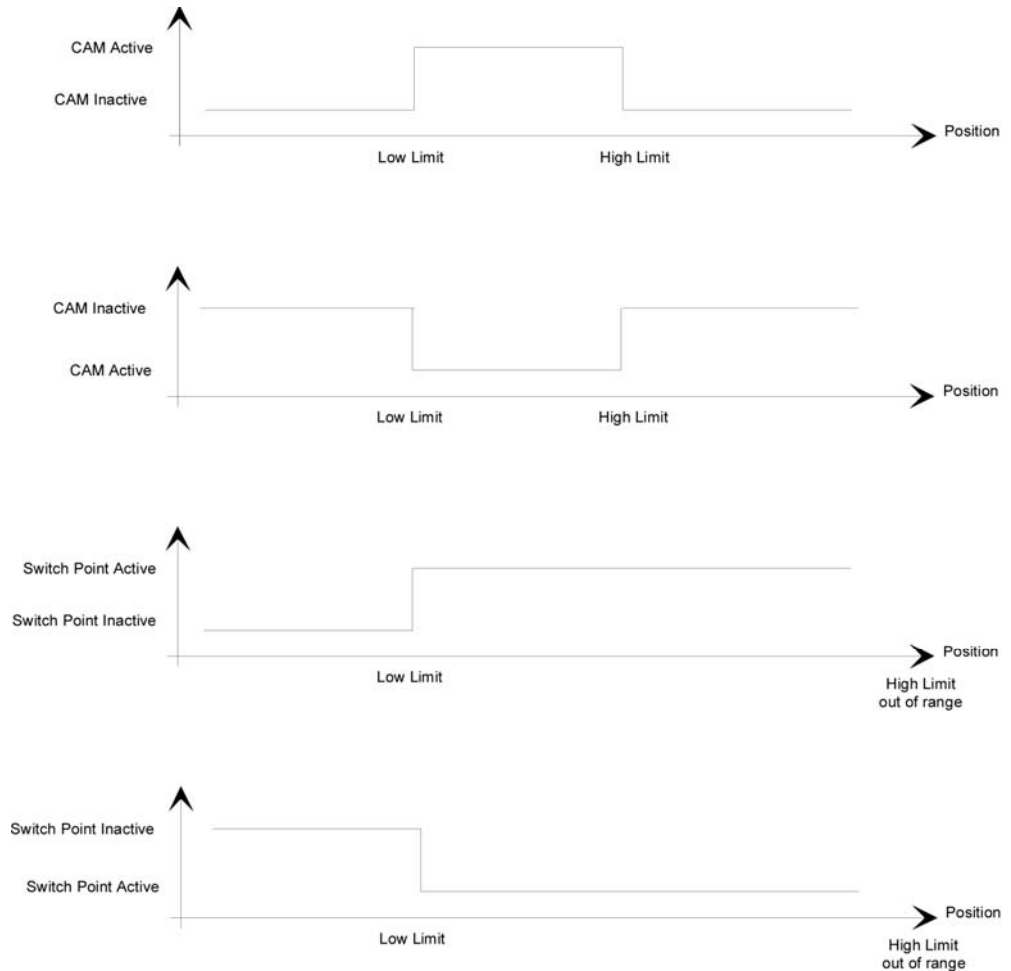 CAM Active
CAM Inactive
Position
Low Limit
High Limit
CAM Inactive
CAM Active
Position
Low Limit
High Limit
Switch Point Active
Switch Point Inactive
Position
Low Limit
High Limit
out of range
Switch Point Inactive
Switch Point Active
Position
Low Limit
High Limit
out of range